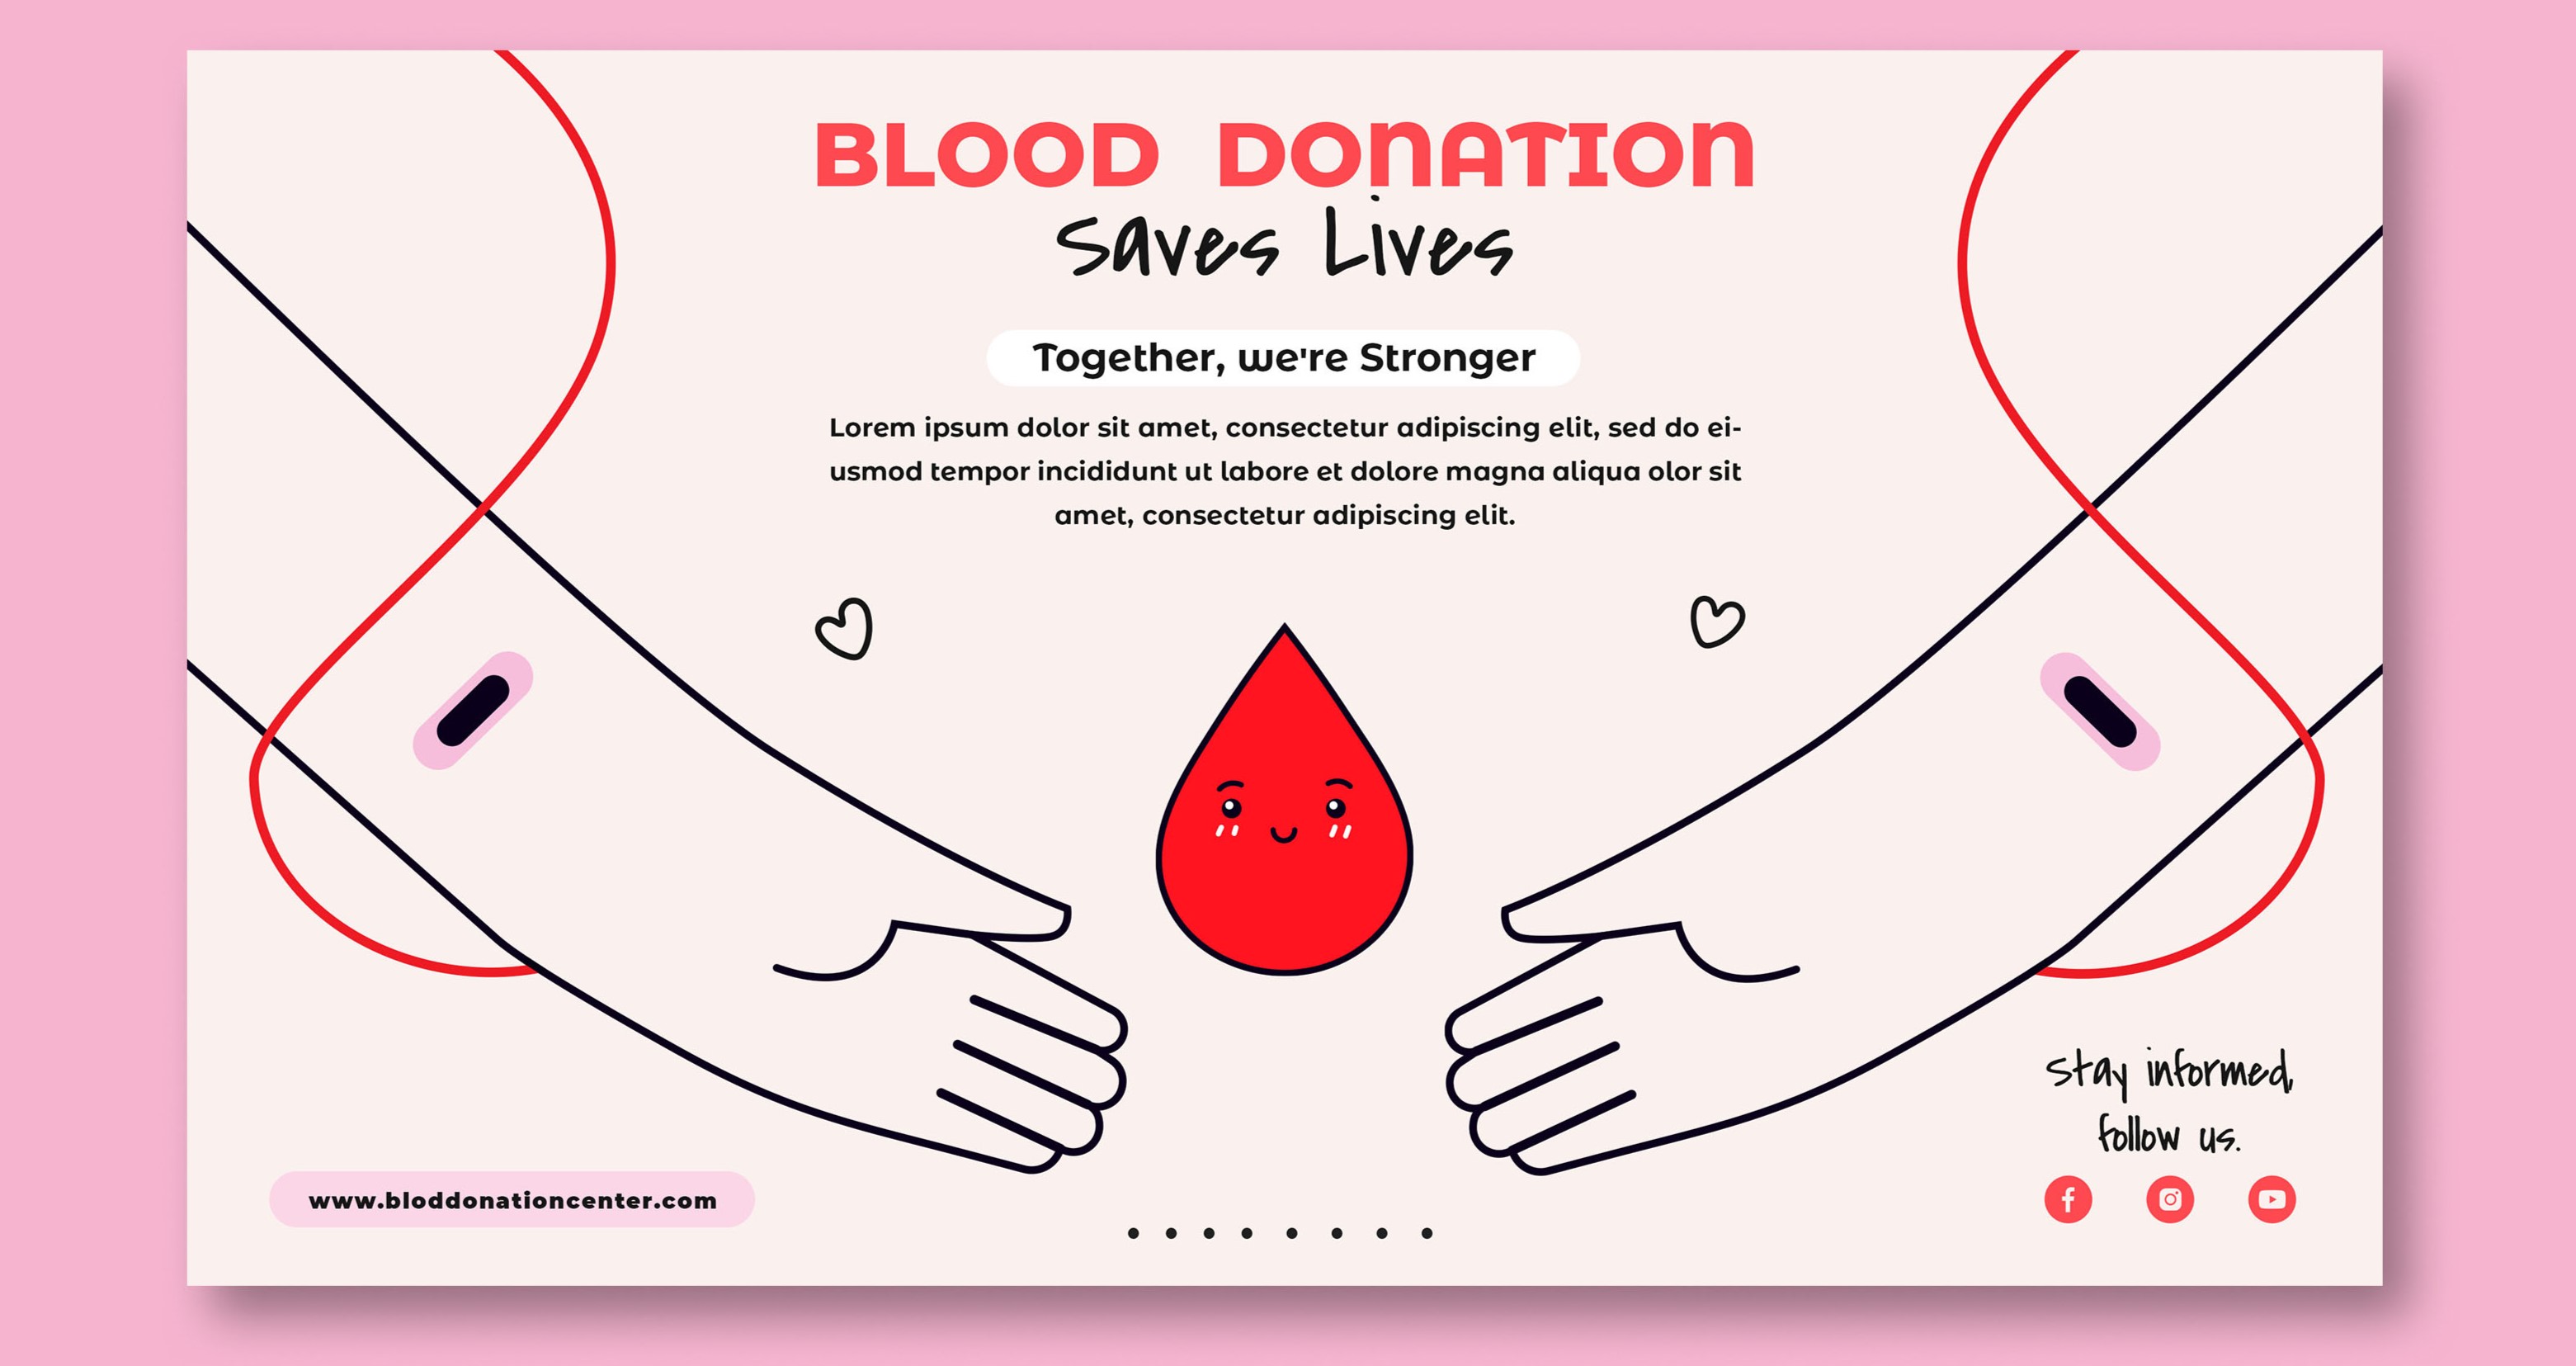 BLOOD DONATION
Saves Lives
Together, we're Stronger
Lorem ipsum dolor sit amet, consectetur adipiscing elit, sed do ei-
usmod tempor incididunt ut labore et dolore magna aliqua olor sit
amet, consectetur adipiscing elit.
Stay informed,
follow us.
www.bloddonationcenter.com